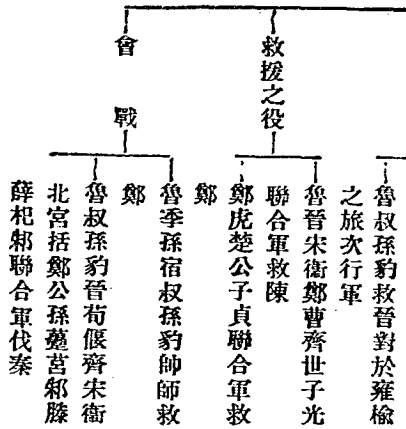 魯叔孫豹救晉對於雍榆
之旅次行軍
救援之役
魯晉宋衞鄭曹齊世子光
聯合軍救陳
鄭虎楚公子貞聯合軍救
鄭
會戰
魯季孫宿叔孫豹帥師救
鄭
魯叔孫豹晉荀偃齊宋衞
北宮括鄭公孫蠆莒邾滕
薛杞邾聯合軍伐秦